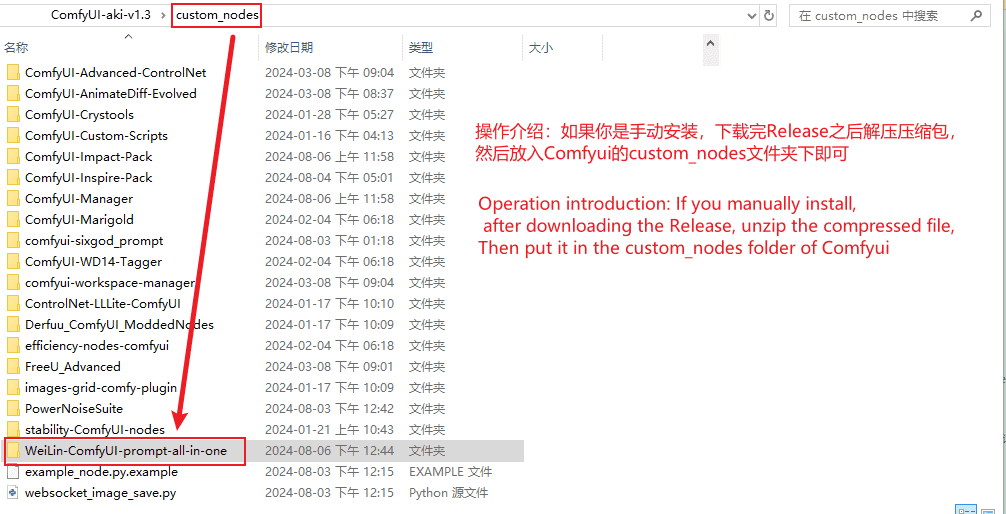 ComfyUI-aki-v1.3 > custom_nodes
在 custom_nodes 中搜索
名称 修改日期 类型 大小
ComfyUI-Advanced-ControlNet 2024-03-08 下午 09:04 文件夹
ComfyUI-AnimateDiff-Evolved 2024-03-08 下午 08:37 文件夹
ComfyUI-Crystools 2024-01-28 下午 05:27 文件夹
ComfyUI-Custom-Scripts 2024-01-16 下午 04:13 文件夹
ComfyUI-Impact-Pack 2024-08-06 上午 11:58 文件夹
ComfyUI-Inspire-Pack 2024-08-04 下午 05:01 文件夹
ComfyUI-Manager 2024-08-06 上午 11:58 文件夹
ComfyUI-Marigold 2024-02-04 下午 06:18 文件夹
comfyui-sixgod_prompt 2024-08-03 下午 01:18 文件夹
ComfyUI-WD14-Tagger 2024-02-04 下午 06:18 文件夹
comfyui-workspace-manager 2024-03-08 下午 09:04 文件夹
ControlNet-LLLite-ComfyUI 2024-01-17 下午 10:10 文件夹
Derfuu_ComfyUI_ModdedNodes 2024-01-17 下午 10:09 文件夹
efficiency-nodes-comfyui 2024-02-04 下午 06:18 文件夹
FreeU_Advanced 2024-03-08 下午 09:01 文件夹
images-grid-comfy-plugin 2024-01-17 下午 10:09 文件夹
PowerNoiseSuite 2024-08-03 下午 12:42 文件夹
stability-ComfyUI-nodes 2024-01-21 上午 10:43 文件夹
WeiLin-ComfyUI-prompt-all-in-one 2024-08-06 下午 12:44 文件夹
example_node.py.example 2024-08-03 下午 12:15 EXAMPLE 文件
websocket_image_save.py 2024-08-03 下午 12:15 Python 源文件
操作介绍：如果你是手动安装，下载完Release之后解压压缩包，
然后放入Comfyui的custom_nodes文件夹下即可
Operation introduction: If you manually install,
after downloading the Release, unzip the compressed file,
Then put it in the custom_nodes folder of Comfyui